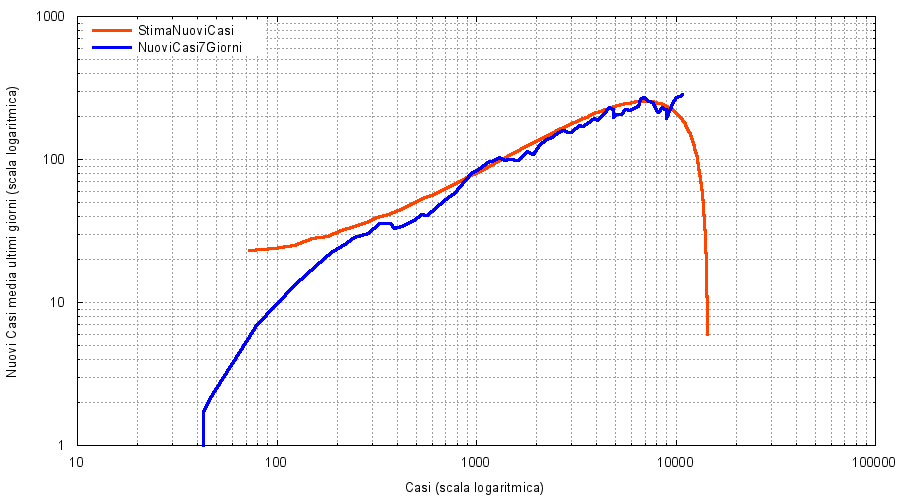 1000
StimaNuoviCasi
NuoviCasi7Giorni
100
10
1
Nuovi Casi media ultimi giorni (scala logaritmica)
10
100
1000
10000
100000
Casi (scala logaritmica)